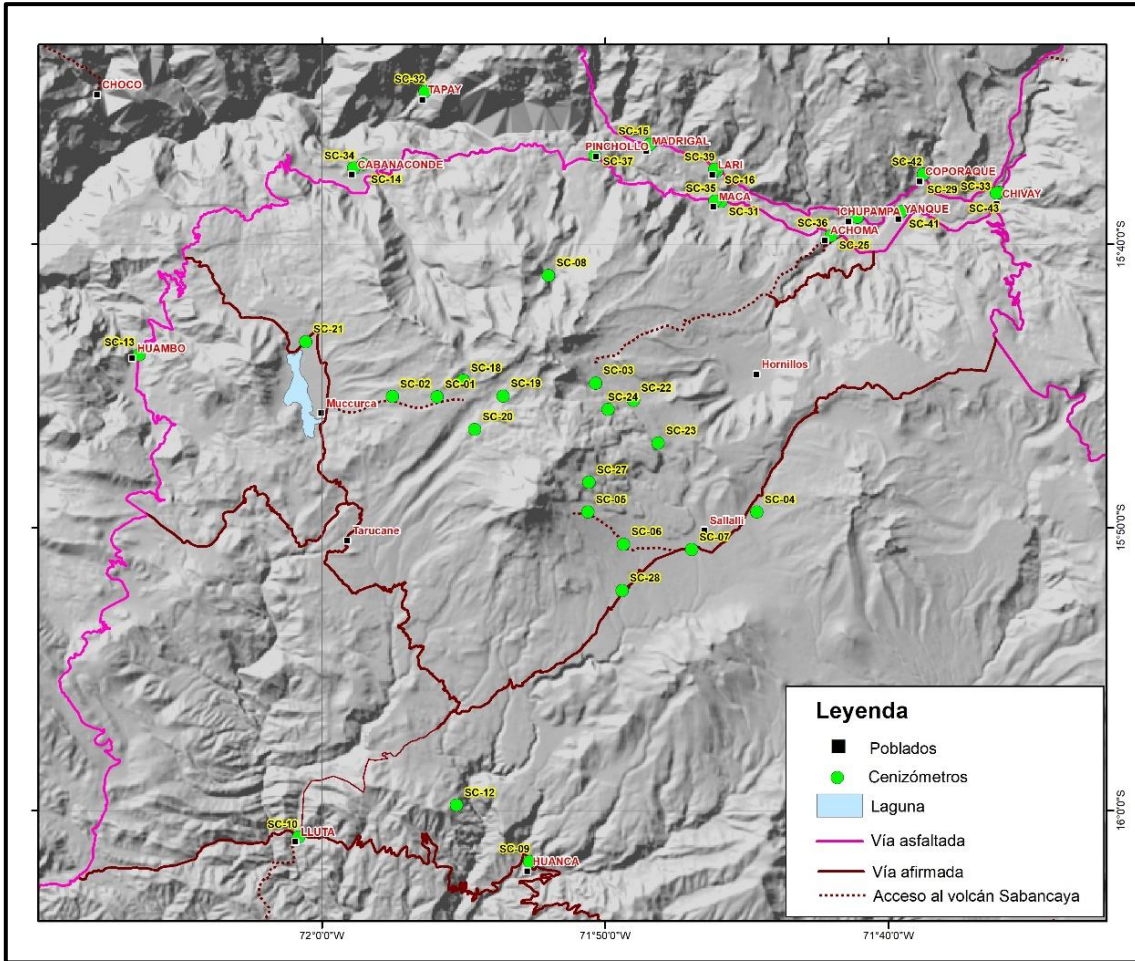 CHOCO
SC-32
TAPAY
SC-15
MADRIGAL
PINCHOLLO
SC-37
SC-34
CABANACONDE
SC-14
SC-39
LARI
SC-16
SC-35
MACA
SC-31
SC-42
COPORAQUE
SC-29
SC-33
CHIVAY
SC-43
ICHUPAMPA
YANQUE
SC-41
SC-36
ACHOMA
SC-25
15°40'0"S
SC-08
SC-21
SC-13
HUAMBO
SC-18
SC-02
SC-01
SC-19
SC-03
Hornillos
SC-22
SC-24
Muccurca
SC-20
SC-23
SC-27
SC-05
SC-04
Sallalli
15°50'0"S
Tarucane
SC-06
SC-07
SC-28
SC-12
16°0'0"S
SC-10
LLUTA
SC-09
HUANCA
Leyenda
Poblados
Cenizómetros
Laguna
Vía asfaltada
Vía afirmada
Acceso al volcán Sabancaya
72°0'0"W
71°50'0"W
71°40'0"W